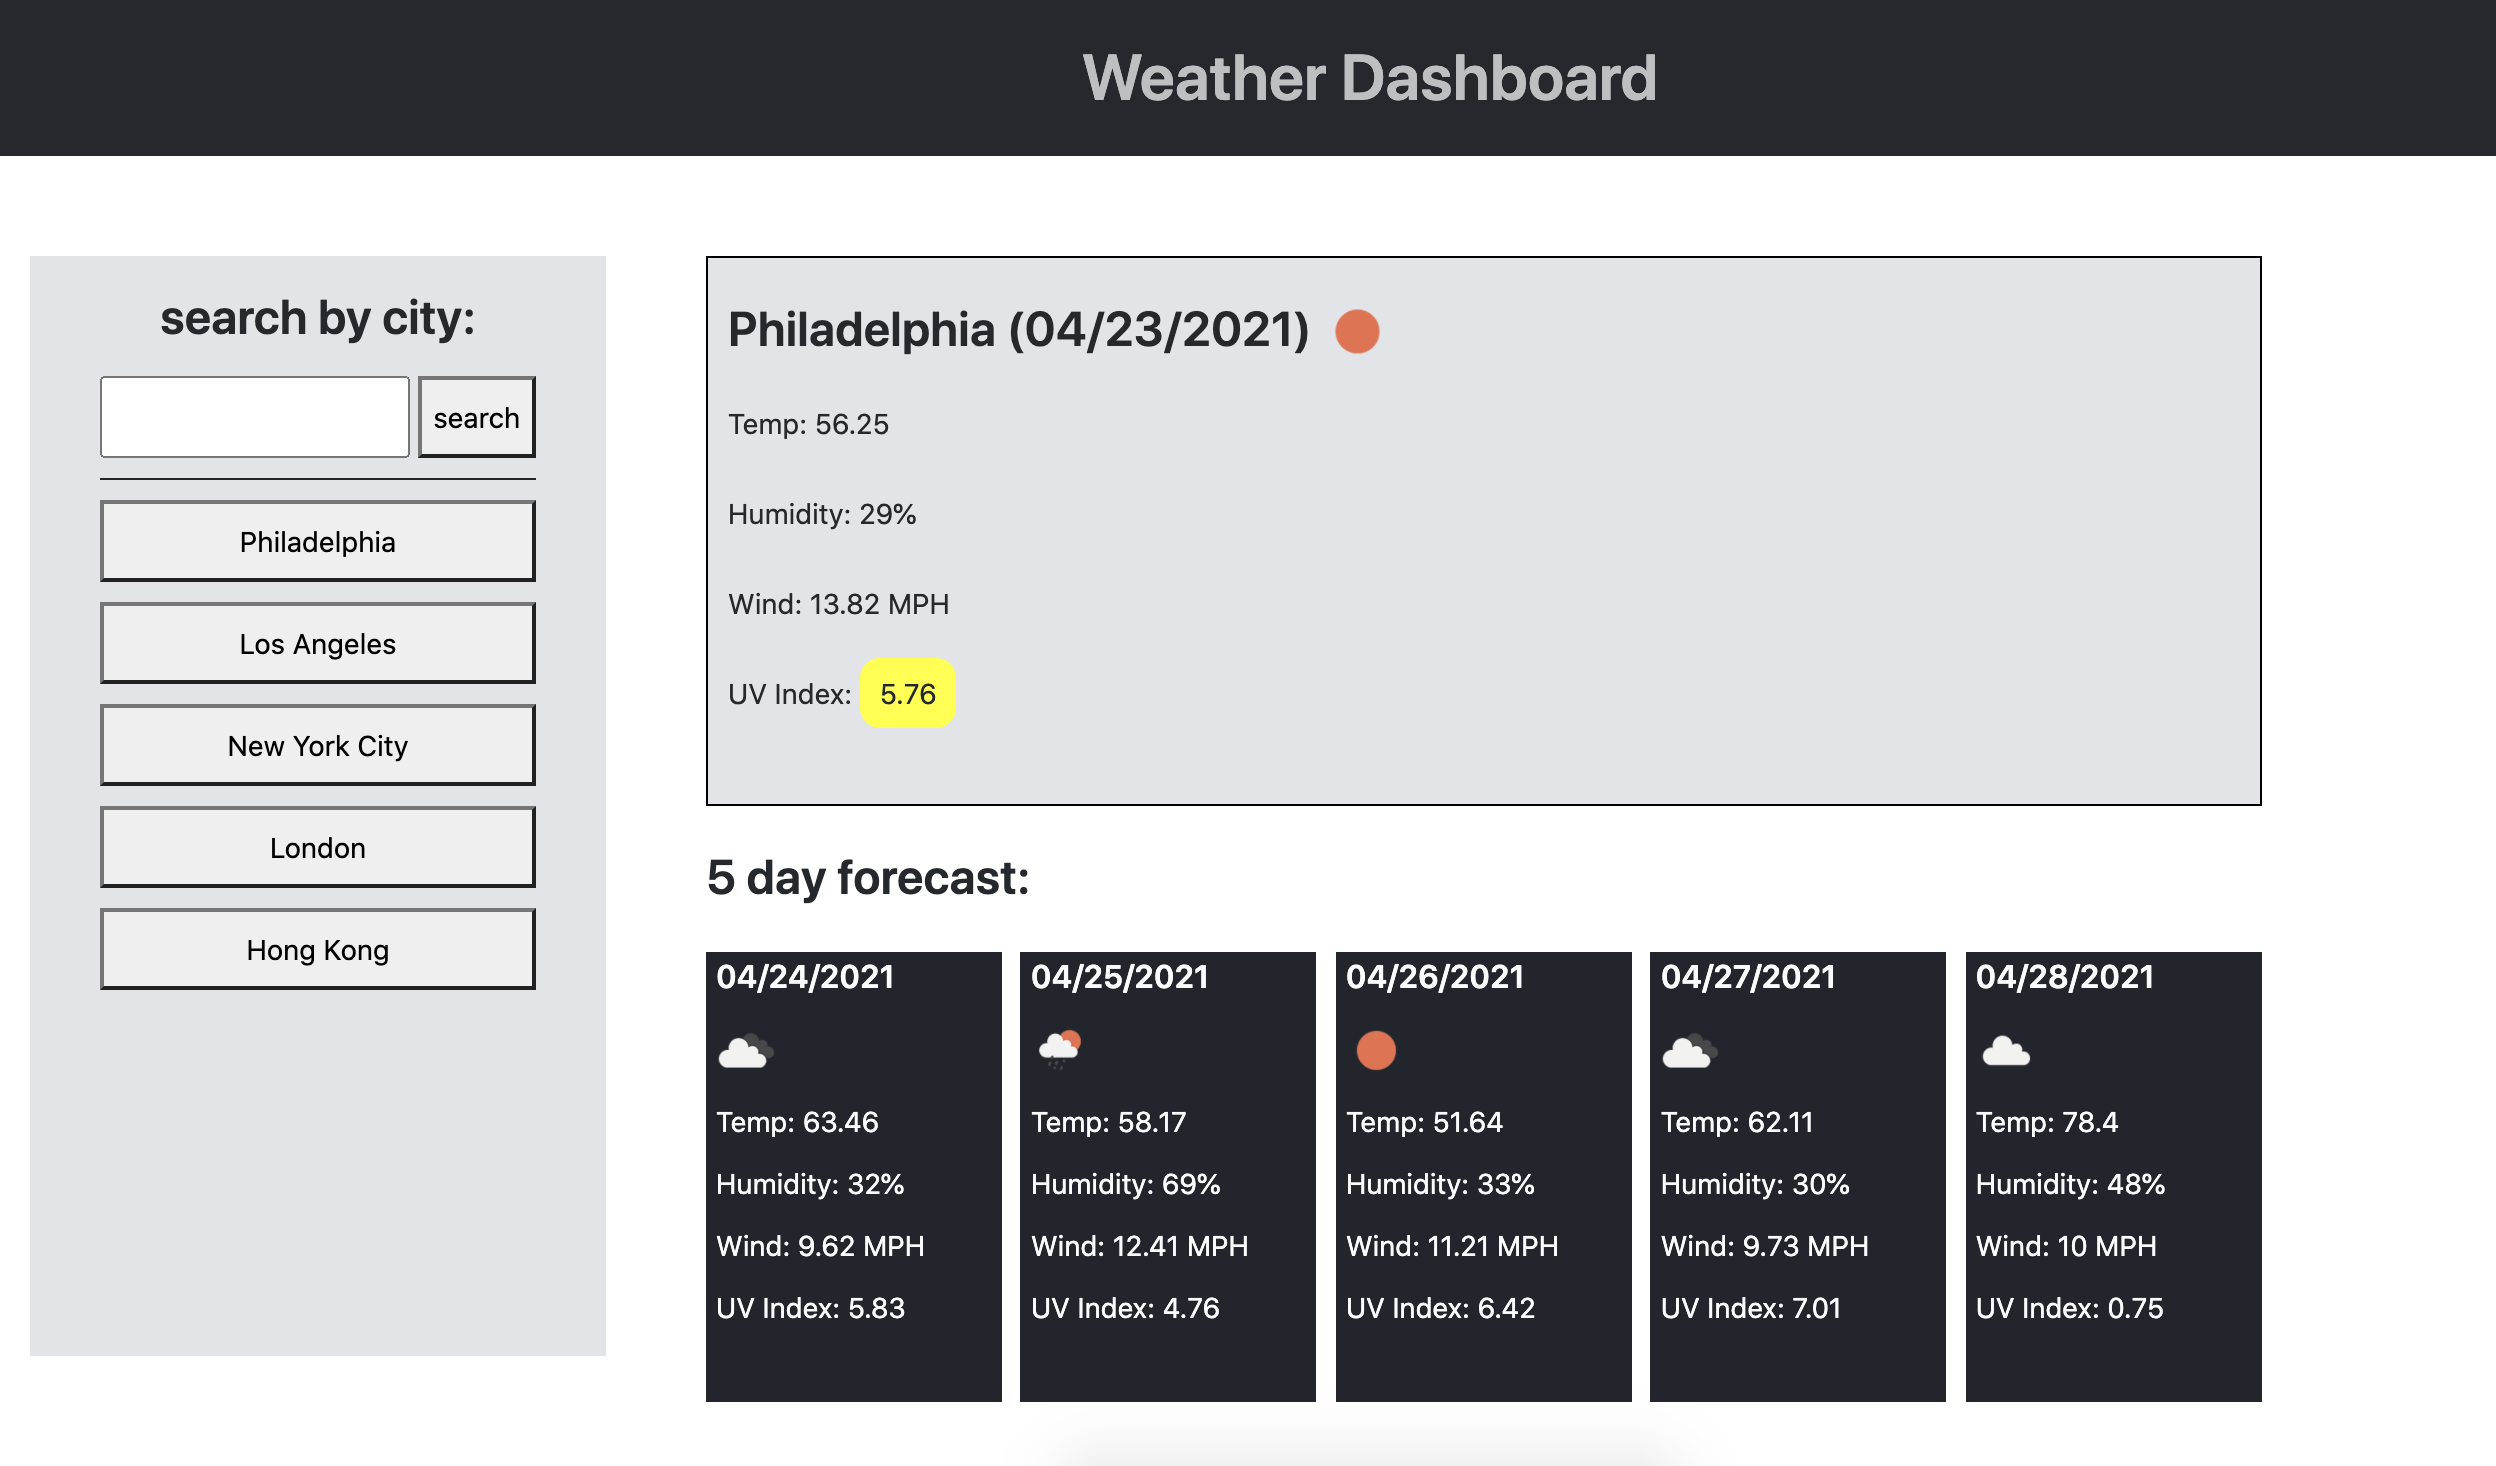 Weather Dashboard
search by city:
search
Philadelphia
Los Angeles
New York City
London
Hong Kong
Philadelphia (04/23/2021)
Temp: 56.25
Humidity: 29%
Wind: 13.82 MPH
UV Index: 5.76
5 day forecast:
04/24/2021
Temp: 63.46
Humidity: 32%
Wind: 9.62 MPH
UV Index: 5.83
04/25/2021
Temp: 58.17
Humidity: 69%
Wind: 12.41 MPH
UV Index: 4.76
04/26/2021
Temp: 51.64
Humidity: 33%
Wind: 11.21 MPH
UV Index: 6.42
04/27/2021
Temp: 62.11
Humidity: 30%
Wind: 9.73 MPH
UV Index: 7.01
04/28/2021
Temp: 78.4
Humidity: 48%
Wind: 10 MPH
UV Index: 0.75